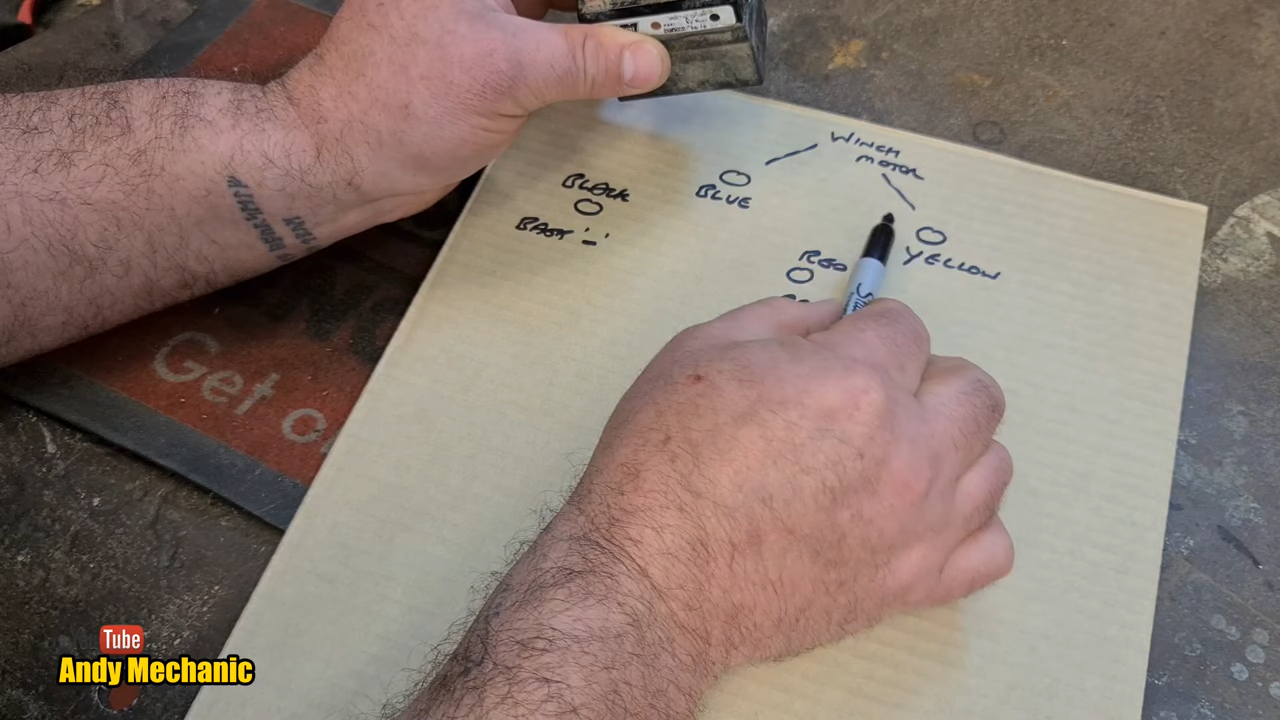 WINCH
MOTOR
BLACK
BLUE
BATT '-'
RED
YELLOW
Get o
Tube
Andy Mechanic